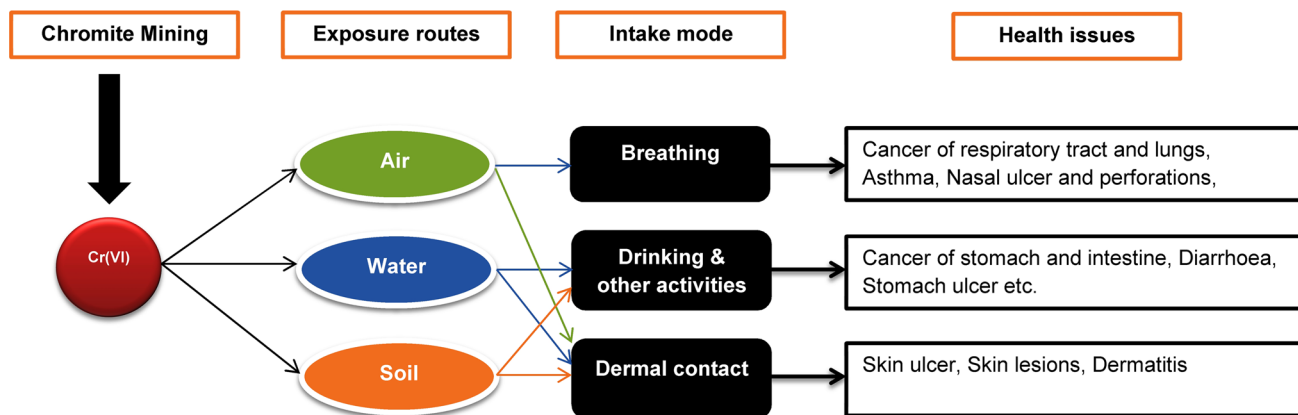 Chromite Mining
Exposure routes
Intake mode
Health issues
Cr(VI)
Air
Water
Soil
Breathing
Drinking &
other activities
Dermal contact
Cancer of respiratory tract and lungs,
Asthma, Nasal ulcer and perforations,
Cancer of stomach and intestine, Diarrhoea,
Stomach ulcer etc.
Skin ulcer, Skin lesions, Dermatitis